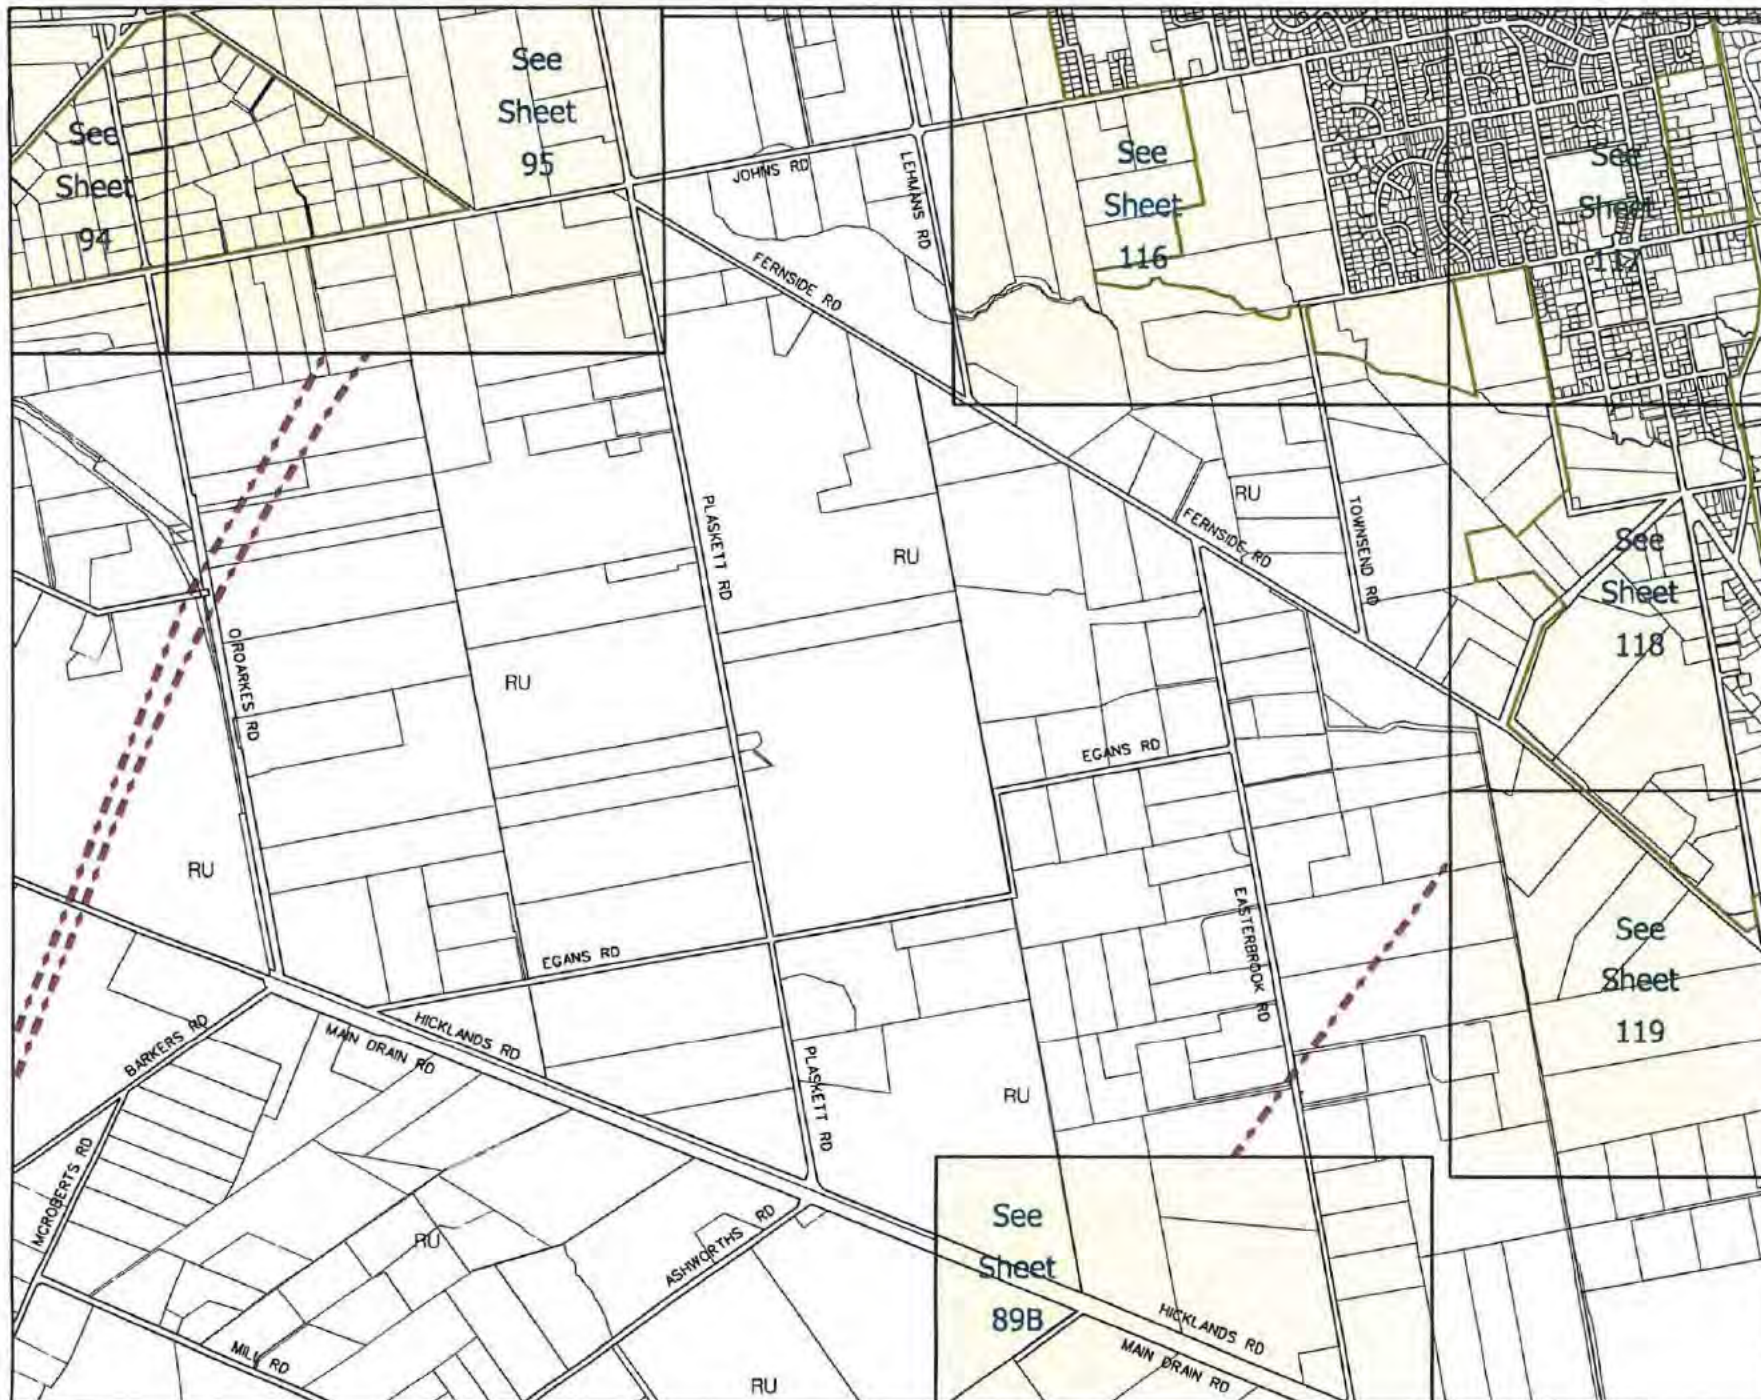 See
Sheet
95
See
Sheet
94
See
Sheet
116
See
Sheet
117
JOHNS RD
LEHMANS RD
FERNSIDE RD
RU
PLASKETT RD
RU
FERNSIDE RD
TOWNSEND RD
See
Sheet
118
O'ROARKES RD
RU
EGANS RD
RU
EASTERBROOK RD
See
Sheet
119
EGANS RD
BARKERS RD
HICKLANDS RD
MAIN DRAIN RD
PLASKETT RD
RU
MCROBERTS RD
RU
ASHWORTHS RD
See
Sheet
89B
HICKLANDS RD
MAIN DRAIN RD
MILL RD
RU